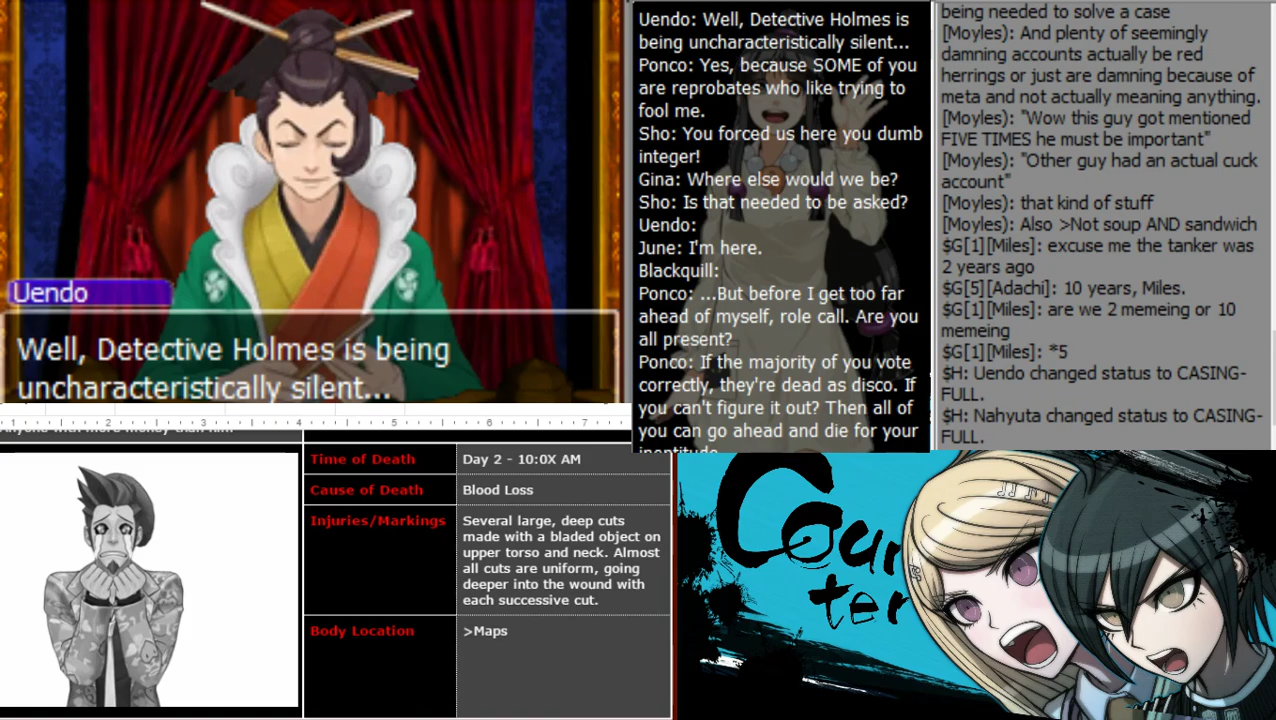 Uendo
Well, Detective Holmes is being
uncharacteristically silent...
Uendo: Well, Detective Holmes is
being uncharacteristically silent...
Ponco: Yes, because SOME of you
are reprobates who like trying to
fool me.
Sho: You forced us here you dumb
integer!
Gina: Where else would we be?
Sho: Is that needed to be asked?
Uendo:
June: I'm here.
Blackquill:
Ponco: ...But before I get too far
ahead of myself, role call. Are you
all present?
Ponco: If the majority of you vote
correctly, they're dead as disco. If
you can't figure it out? Then all of
you can go ahead and die for your
being needed to solve a case
[Moyles]: And plenty of seemingly
damning accounts actually be red
herrings or just are damning because of
meta and not actually meaning anything.
[Moyles]: "Wow this guy got mentioned
FIVE TIMES he must be important"
[Moyles]: "Other guy had an actual cuck
account"
[Moyles]: that kind of stuff
[Moyles]: Also >Not soup AND sandwich
$G[1][Miles]: excuse me the tanker was
2 years ago
$G[5][Adachi]: 10 years, Miles.
$G[1][Miles]: are we 2 memeing or 10
memeing
$G[1][Miles]: *5
$H: Uendo changed status to CASING-
FULL.
$H: Nahyuta changed status to CASING-
FULL.
1 2 3 4 5 6 7
Time of Death Day 2 - 10:0X AM
Cause of Death Blood Loss
Injuries/Markings Several large, deep cuts
made with a bladed object on
upper torso and neck. Almost
all cuts are uniform, going
deeper into the wound with
each successive cut.
Body Location >Maps
Coun
ter